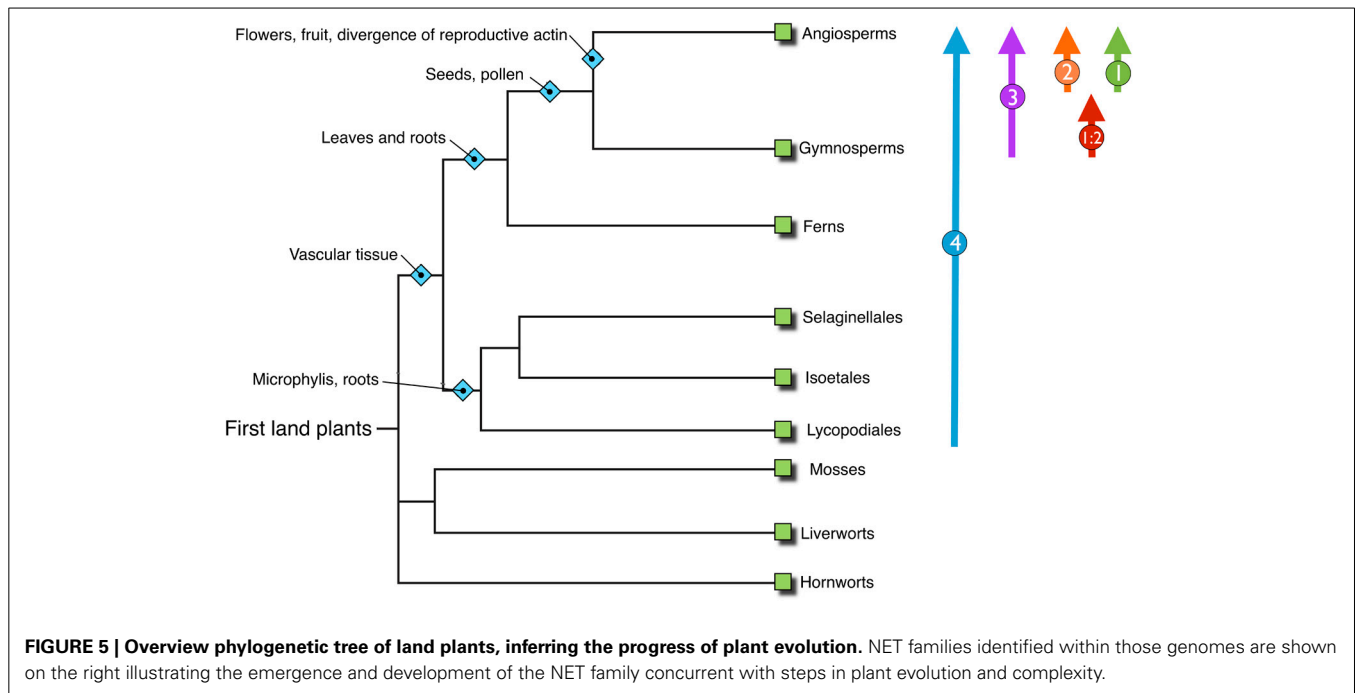 Flowers, fruit, divergence of reproductive actin
Angiosperms
Seeds, pollen
2
1
3
Leaves and roots
1:2
Gymnosperms
Ferns
4
Vascular tissue
Selaginellales
Microphylis, roots
Isoetales
First land plants
Lycopodiales
Mosses
Liverworts
Hornworts
FIGURE 5 | Overview phylogenetic tree of land plants, inferring the progress of plant evolution. NET families identified within those genomes are shown
on the right illustrating the emergence and development of the NET family concurrent with steps in plant evolution and complexity.